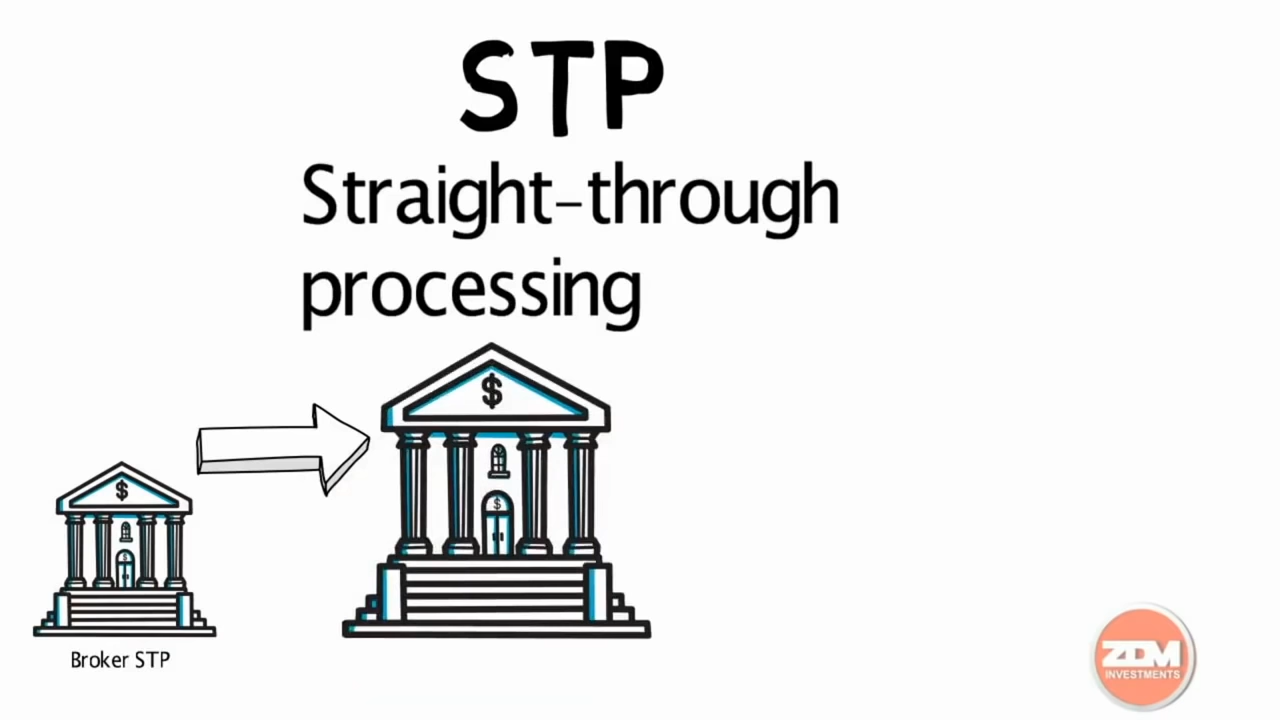 STP
Straight-through
processing
$
$
$
$
Broker STP
ZDM
INVESTMENTS